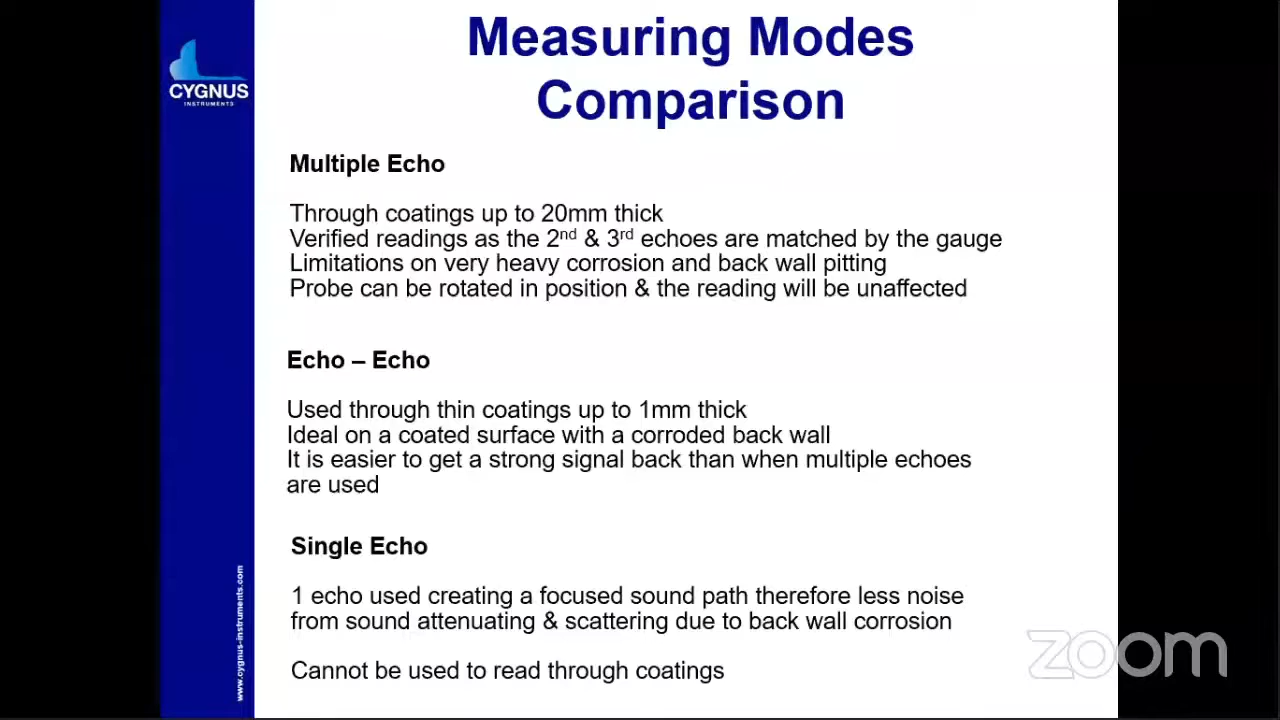 Measuring Modes
Comparison
CYGNUS
INSTRUMENTS
Multiple Echo
Through coatings up to 20mm thick
Verified readings as the 2nd & 3rd echoes are matched by the gauge
Limitations on very heavy corrosion and back wall pitting
Probe can be rotated in position & the reading will be unaffected
Echo – Echo
Used through thin coatings up to 1mm thick
Ideal on a coated surface with a corroded back wall
It is easier to get a strong signal back than when multiple echoes
are used
Single Echo
1 echo used creating a focused sound path therefore less noise
from sound attenuating & scattering due to back wall corrosion
Cannot be used to read through coatings
www.cygnus-instruments.com
zoom